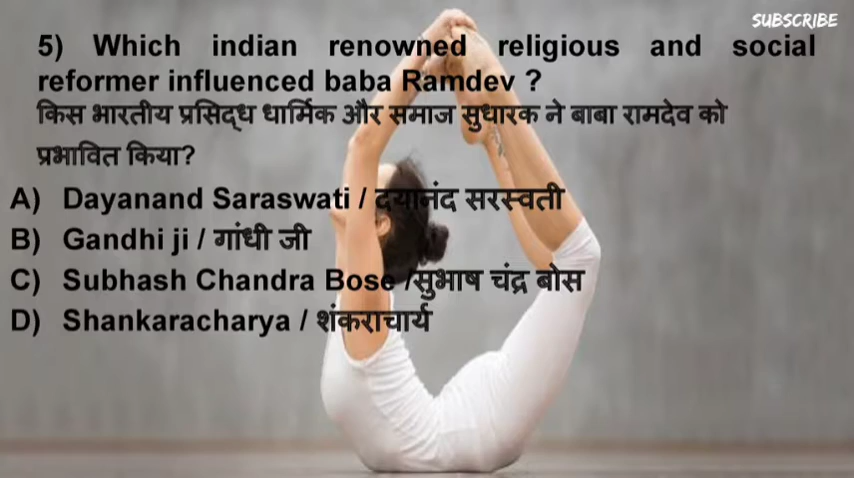 SUBSCRIBE
5) Which indian renowned religious and social
reformer influenced baba Ramdev ?
किस भारतीय प्रसिद्ध धार्मिक और समाज सुधारक ने बाबा रामदेव को
प्रभावित किया?
A) Dayanand Saraswati / दयानंद सरस्वती
B) Gandhi ji / गांधी जी
C) Subhash Chandra Bose /सुभाष चंद्र बोस
D) Shankaracharya / शंकराचार्य